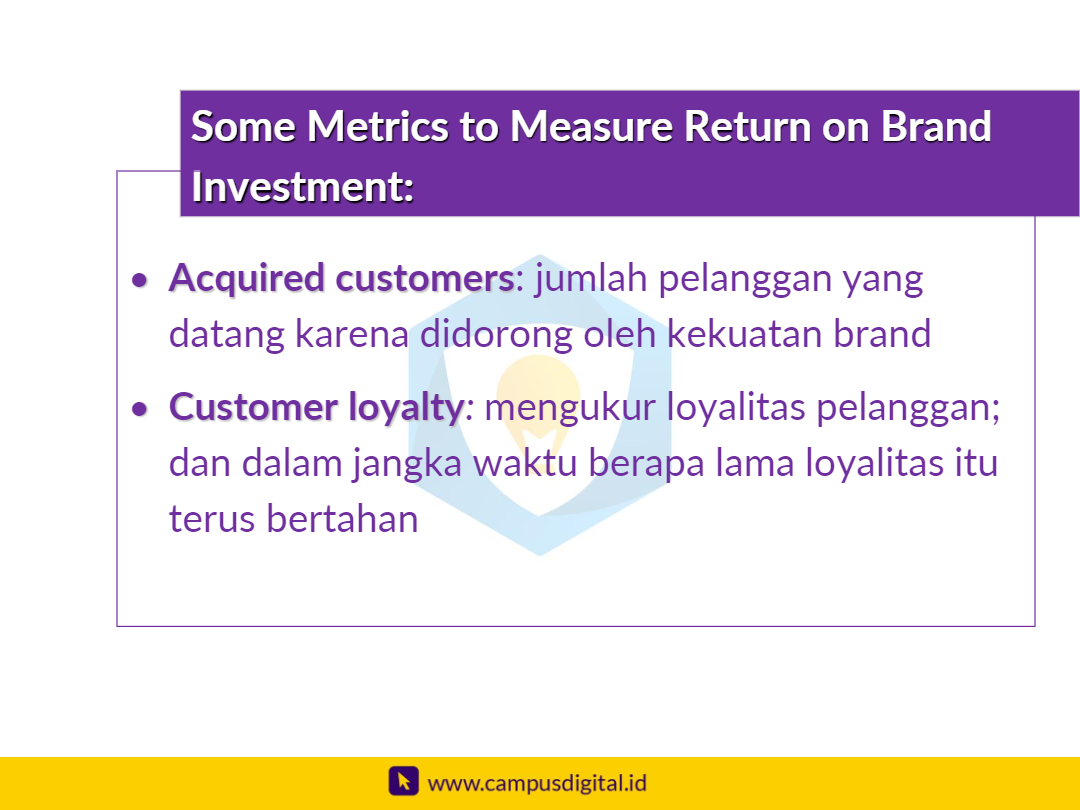 Some Metrics to Measure Return on Brand
Investment:
• Acquired customers: jumlah pelanggan yang
datang karena didorong oleh kekuatan brand
• Customer loyalty: mengukur loyalitas pelanggan;
dan dalam jangka waktu berapa lama loyalitas itu
terus bertahan
www.campusdigital.id